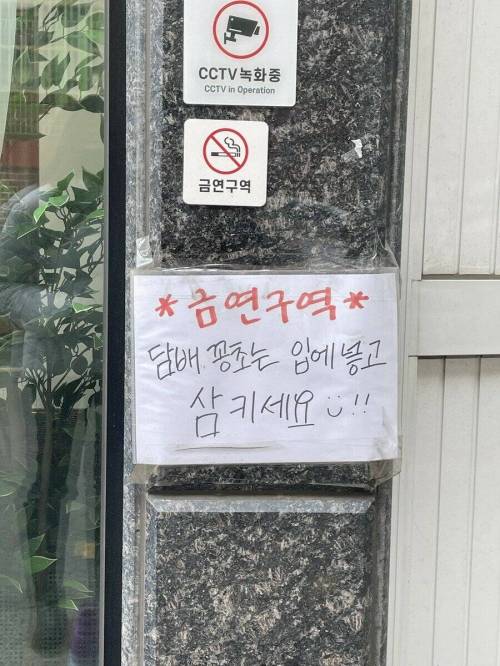 CCTV 녹화중
CCTV in Operation
금연구역
* 금연구역 *
담배 꽁초는 입에 넣고
삼키세요 !!